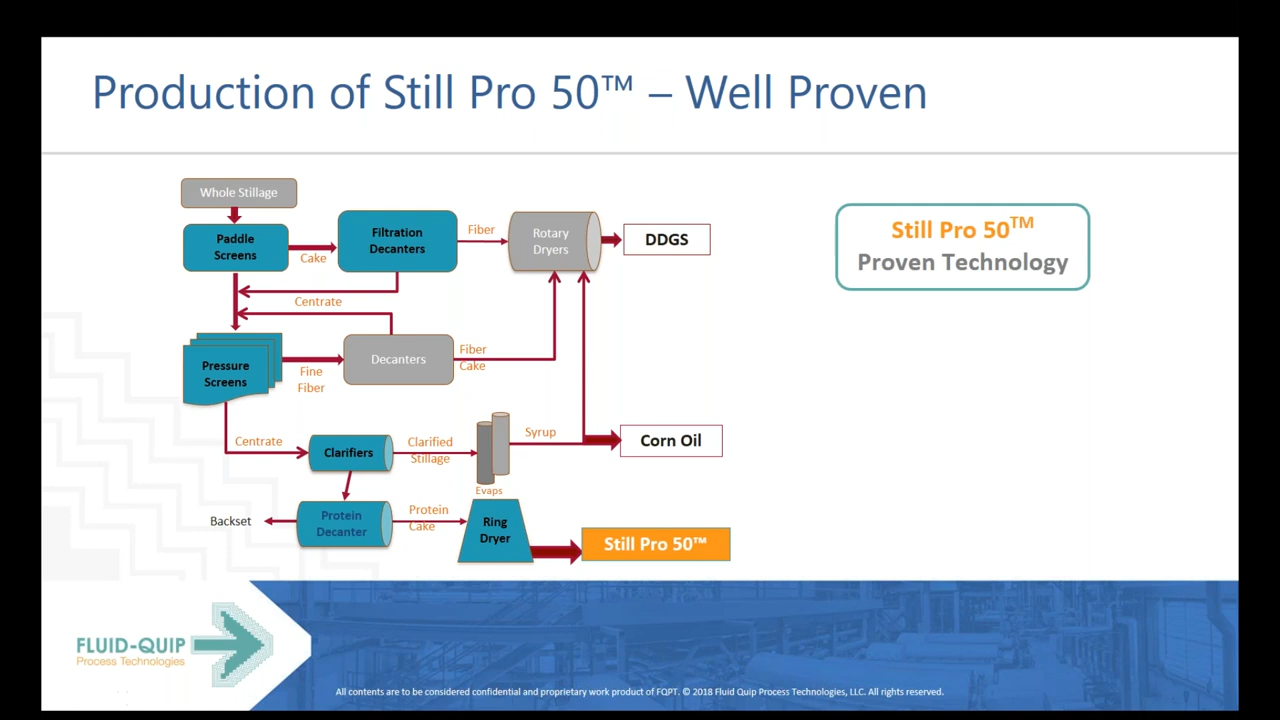 Production of Still Pro 50™ – Well Proven
Whole Stillage
Paddle
Screens
Cake
Filtration
Decanters
Fiber
Rotary
Dryers
DDGS
Still Pro 50TM
Proven Technology
Centrate
Pressure
Screens
Fine
Fiber
Decanters
Fiber
Cake
Centrate
Clarifiers
Clarified
Stillage
Evaps
Syrup
Corn Oil
Backset
Protein
Decanter
Protein
Cake
Ring
Dryer
Still Pro 50™
FLUID-QUIP
Process Technologies
All contents are to be considered confidential and proprietary work product of FQPT. © 2018 Fluid Quip Process Technologies, LLC. All rights reserved.